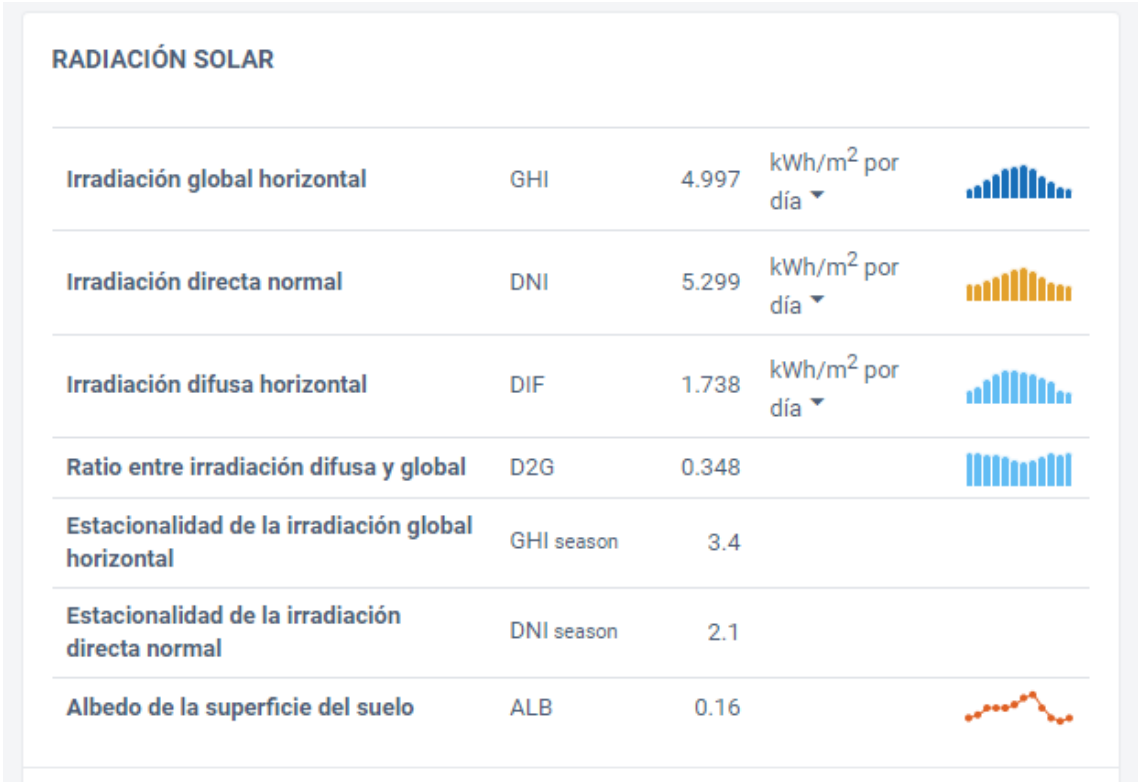 RADIACIÓN SOLAR
Irradiación global horizontal GHI 4.997 kWh/m² por día
Irradiación directa normal DNI 5.299 kWh/m² por día
Irradiación difusa horizontal DIF 1.738 kWh/m² por día
Ratio entre irradiación difusa y global D2G 0.348
Estacionalidad de la irradiación global
horizontal GHI season 3.4
Estacionalidad de la irradiación
directa normal DNI season 2.1
Albedo de la superficie del suelo ALB 0.16